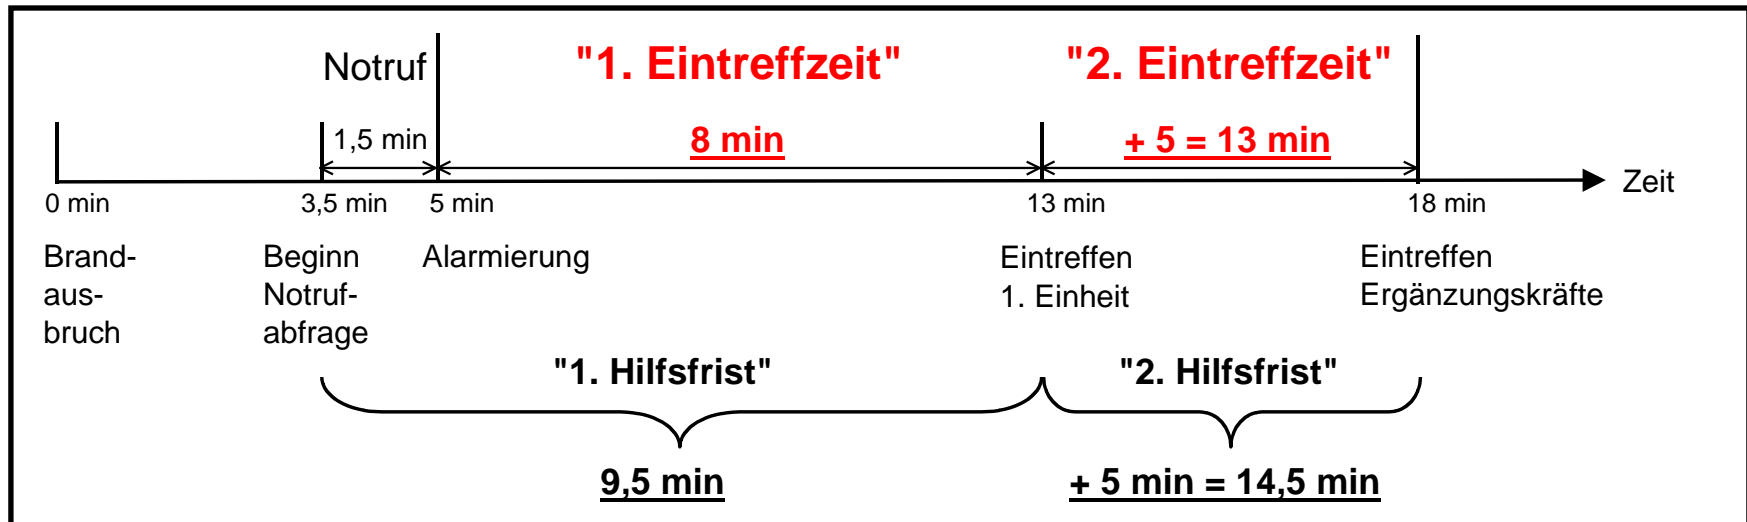 Notruf
"1. Eintreffzeit"
"2. Eintreffzeit"
1,5 min
8 min
+ 5 = 13 min
Zeit
0 min
3,5 min
5 min
13 min
18 min
Brand-
aus-
bruch
Beginn
Notruf-
abfrage
Alarmierung
Eintreffen
1. Einheit
Eintreffen
Ergänzungskräfte
"1. Hilfsfrist"
"2. Hilfsfrist"
9,5 min
+ 5 min = 14,5 min